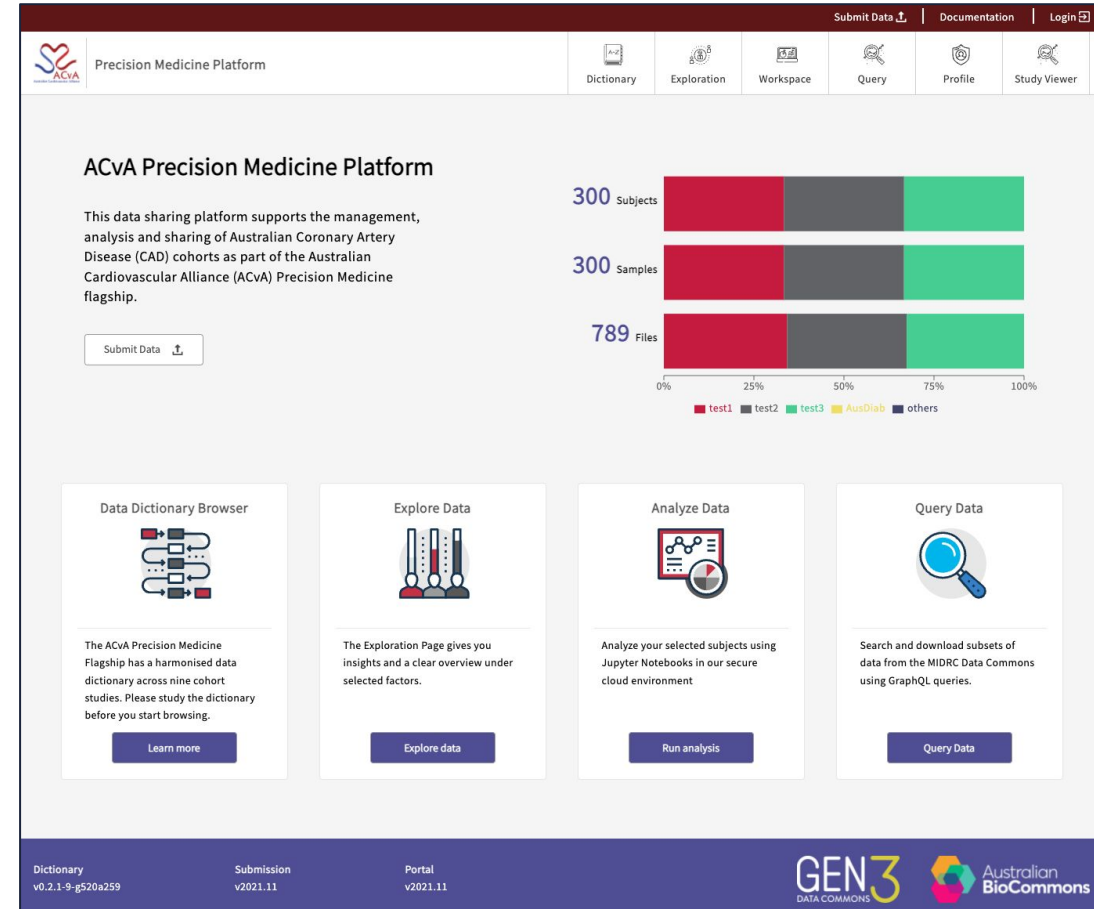 Submit Data
Documentation
Login
ACvA
Precision Medicine Platform
Dictionary
Exploration
Workspace
Query
Profile
Study Viewer
ACvA Precision Medicine Platform
This data sharing platform supports the management,
analysis and sharing of Australian Coronary Artery
Disease (CAD) cohorts as part of the Australian
Cardiovascular Alliance (ACvA) Precision Medicine
flagship.
Submit Data
300 Subjects
300 Samples
789 Files
0% 25% 50% 75% 100%
test1 test2 test3 AusDiab others
Data Dictionary Browser
The ACvA Precision Medicine
Flagship has a harmonised data
dictionary across nine cohort
studies. Please study the dictionary
before you start browsing.
Learn more
Explore Data
The Exploration Page gives you
insights and a clear overview under
selected factors.
Explore data
Analyze Data
Analyze your selected subjects using
Jupyter Notebooks in our secure
cloud environment
Run analysis
Query Data
Search and download subsets of
data from the MIDRC Data Commons
using GraphQL queries.
Query Data
Dictionary
v0.2.1-9-g520a259
Submission
v2021.11
Portal
v2021.11
GEN3
DATA COMMONS
Australian
BioCommons